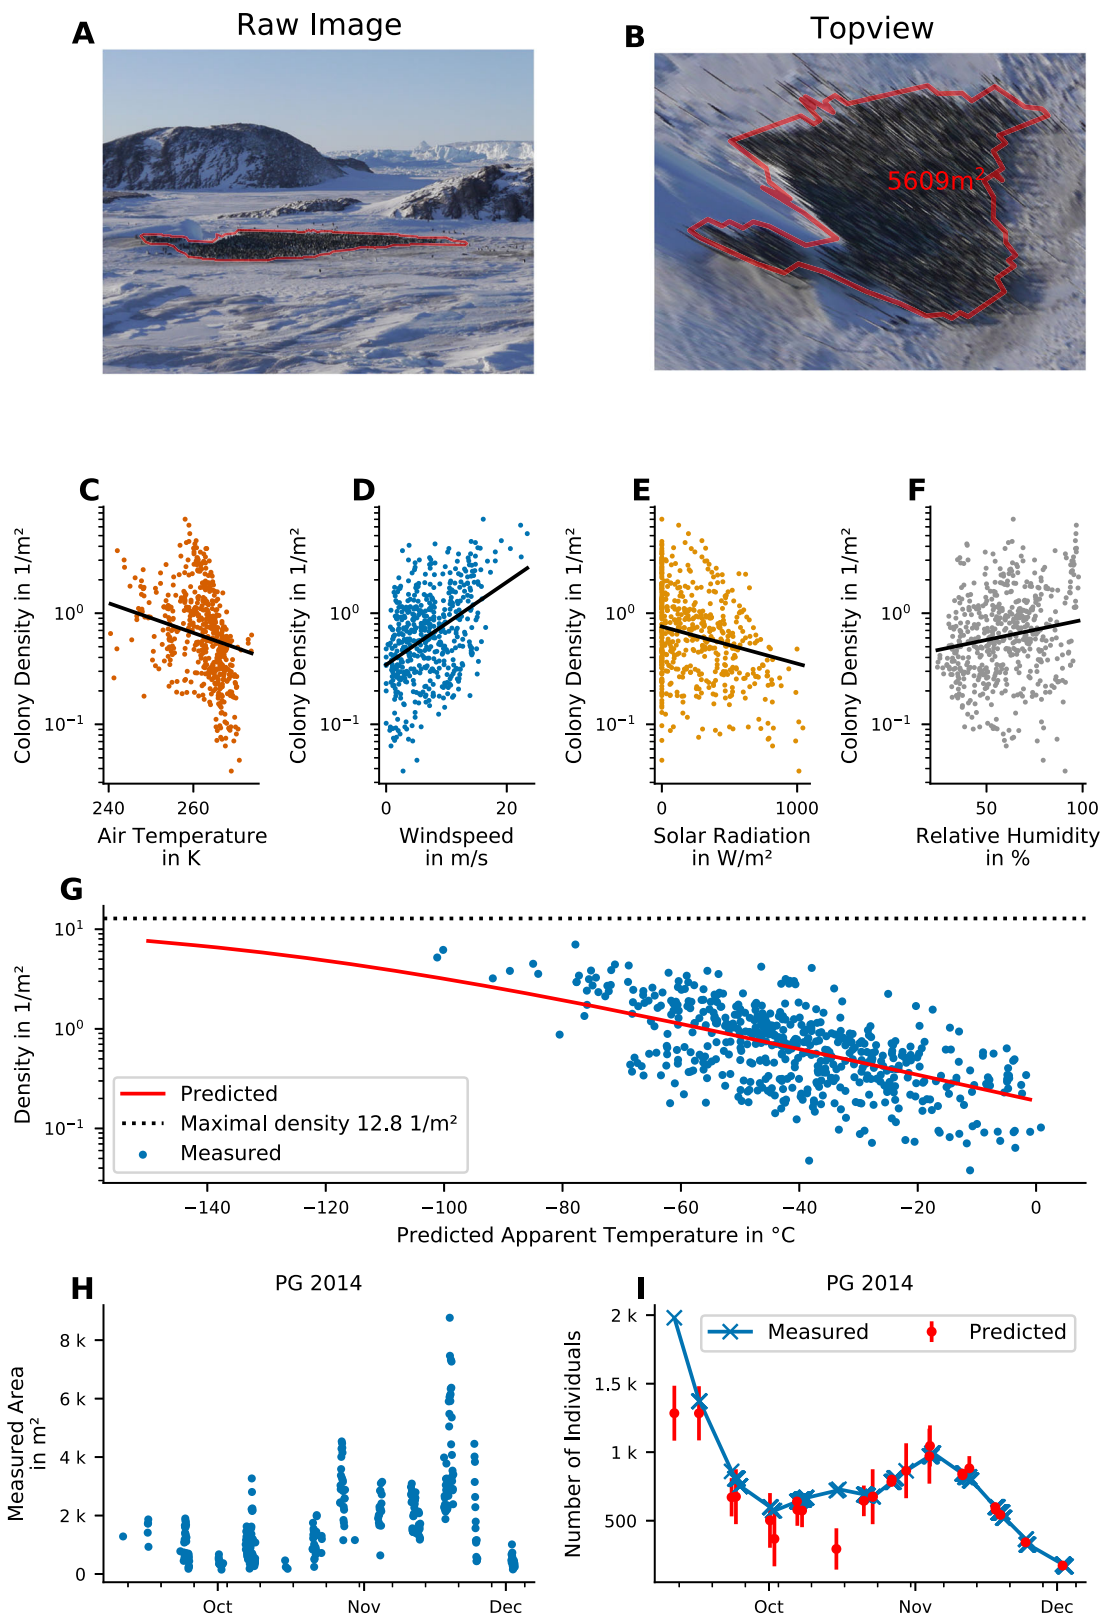 A
Raw Image
B
Topview
5609m²
C
D
E
F
Colony Density in 1/m²
10⁰
10⁻¹
240
260
Air Temperature
in K
Colony Density in 1/m²
10⁰
10⁻¹
0
20
Windspeed
in m/s
Colony Density in 1/m²
10⁰
10⁻¹
0
1000
Solar Radiation
in W/m²
Colony Density in 1/m²
10⁰
10⁻¹
50
100
Relative Humidity
in %
G
Density in 1/m²
10¹
10⁰
10⁻¹
Predicted
Maximal density 12.8 1/m²
Measured
−140
−120
−100
−80
−60
−40
−20
0
Predicted Apparent Temperature in °C
H
PG 2014
Measured Area
in m²
8 k
6 k
4 k
2 k
0
Oct
Nov
Dec
I
PG 2014
Number of Individuals
2 k
1.5 k
1 k
500
Measured
Predicted
Oct
Nov
Dec